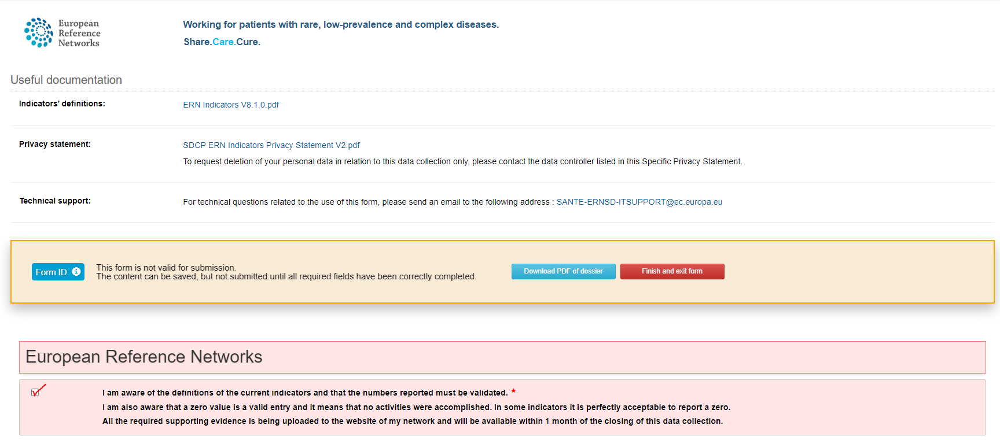 European
Reference
Networks
Working for patients with rare, low-prevalence and complex diseases.
Share.Care.Cure.
Useful documentation
Indicators' definitions:
ERN Indicators V8.1.0.pdf
Privacy statement:
SDCP ERN Indicators Privacy Statement V2.pdf
To request deletion of your personal data in relation to this data collection only, please contact the data controller listed in this Specific Privacy Statement.
Technical support:
For technical questions related to the use of this form, please send an email to the following address : SANTE-ERNSD-ITSUPPORT@ec.europa.eu
Form ID: i
This form is not valid for submission.
The content can be saved, but not submitted until all required fields have been correctly completed.
Download PDF of dossier
Finish and exit form
European Reference Networks
I am aware of the definitions of the current indicators and that the numbers reported must be validated. *
I am also aware that a zero value is a valid entry and it means that no activities were accomplished. In some indicators it is perfectly acceptable to report a zero.
All the required supporting evidence is being uploaded to the website of my network and will be available within 1 month of the closing of this data collection.